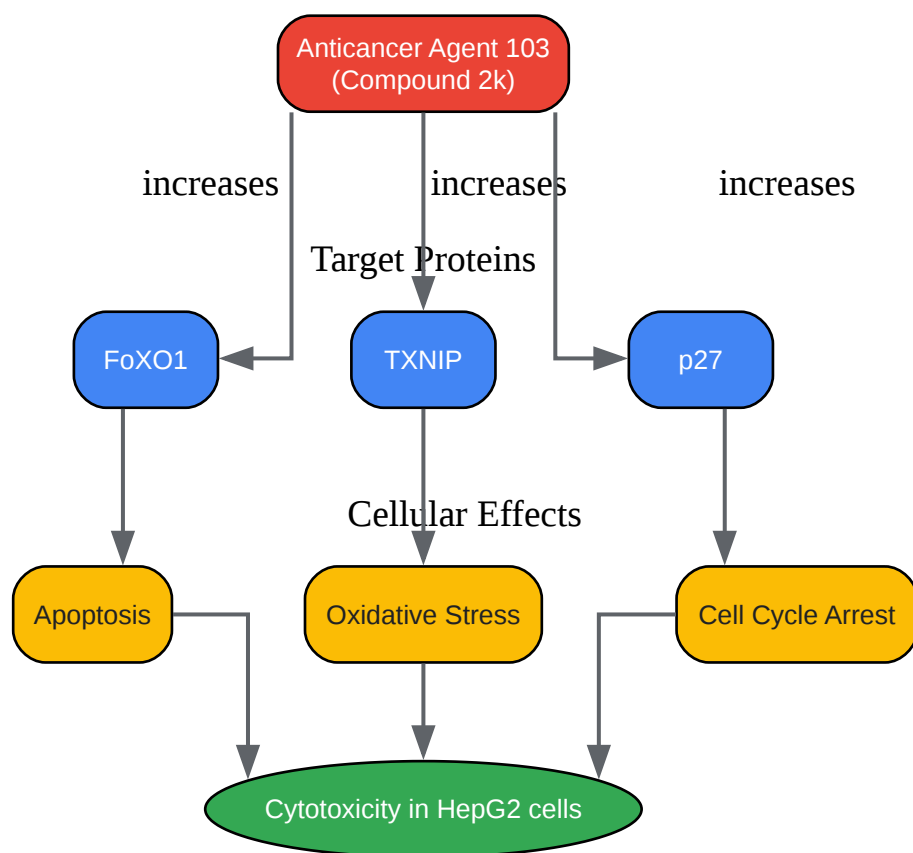 Anticancer Agent 103
(Compound 2k)
increases
increases
increases
Target Proteins
FoXO1
TXNIP
p27
Cellular Effects
Apoptosis
Oxidative Stress
Cell Cycle Arrest
Cytotoxicity in HepG2 cells